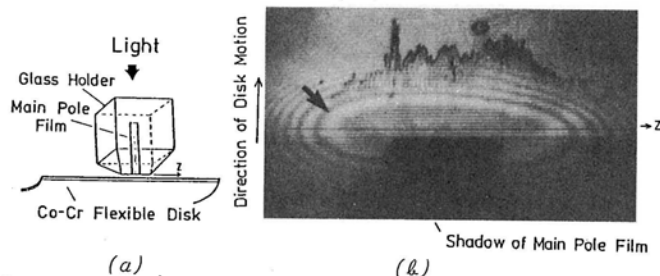 Light
Glass Holder
Main Pole
Film
Z
Co-Cr Flexible Disk
(a)
Direction of Disk Motion
Z
Shadow of Main Pole Film
(b)